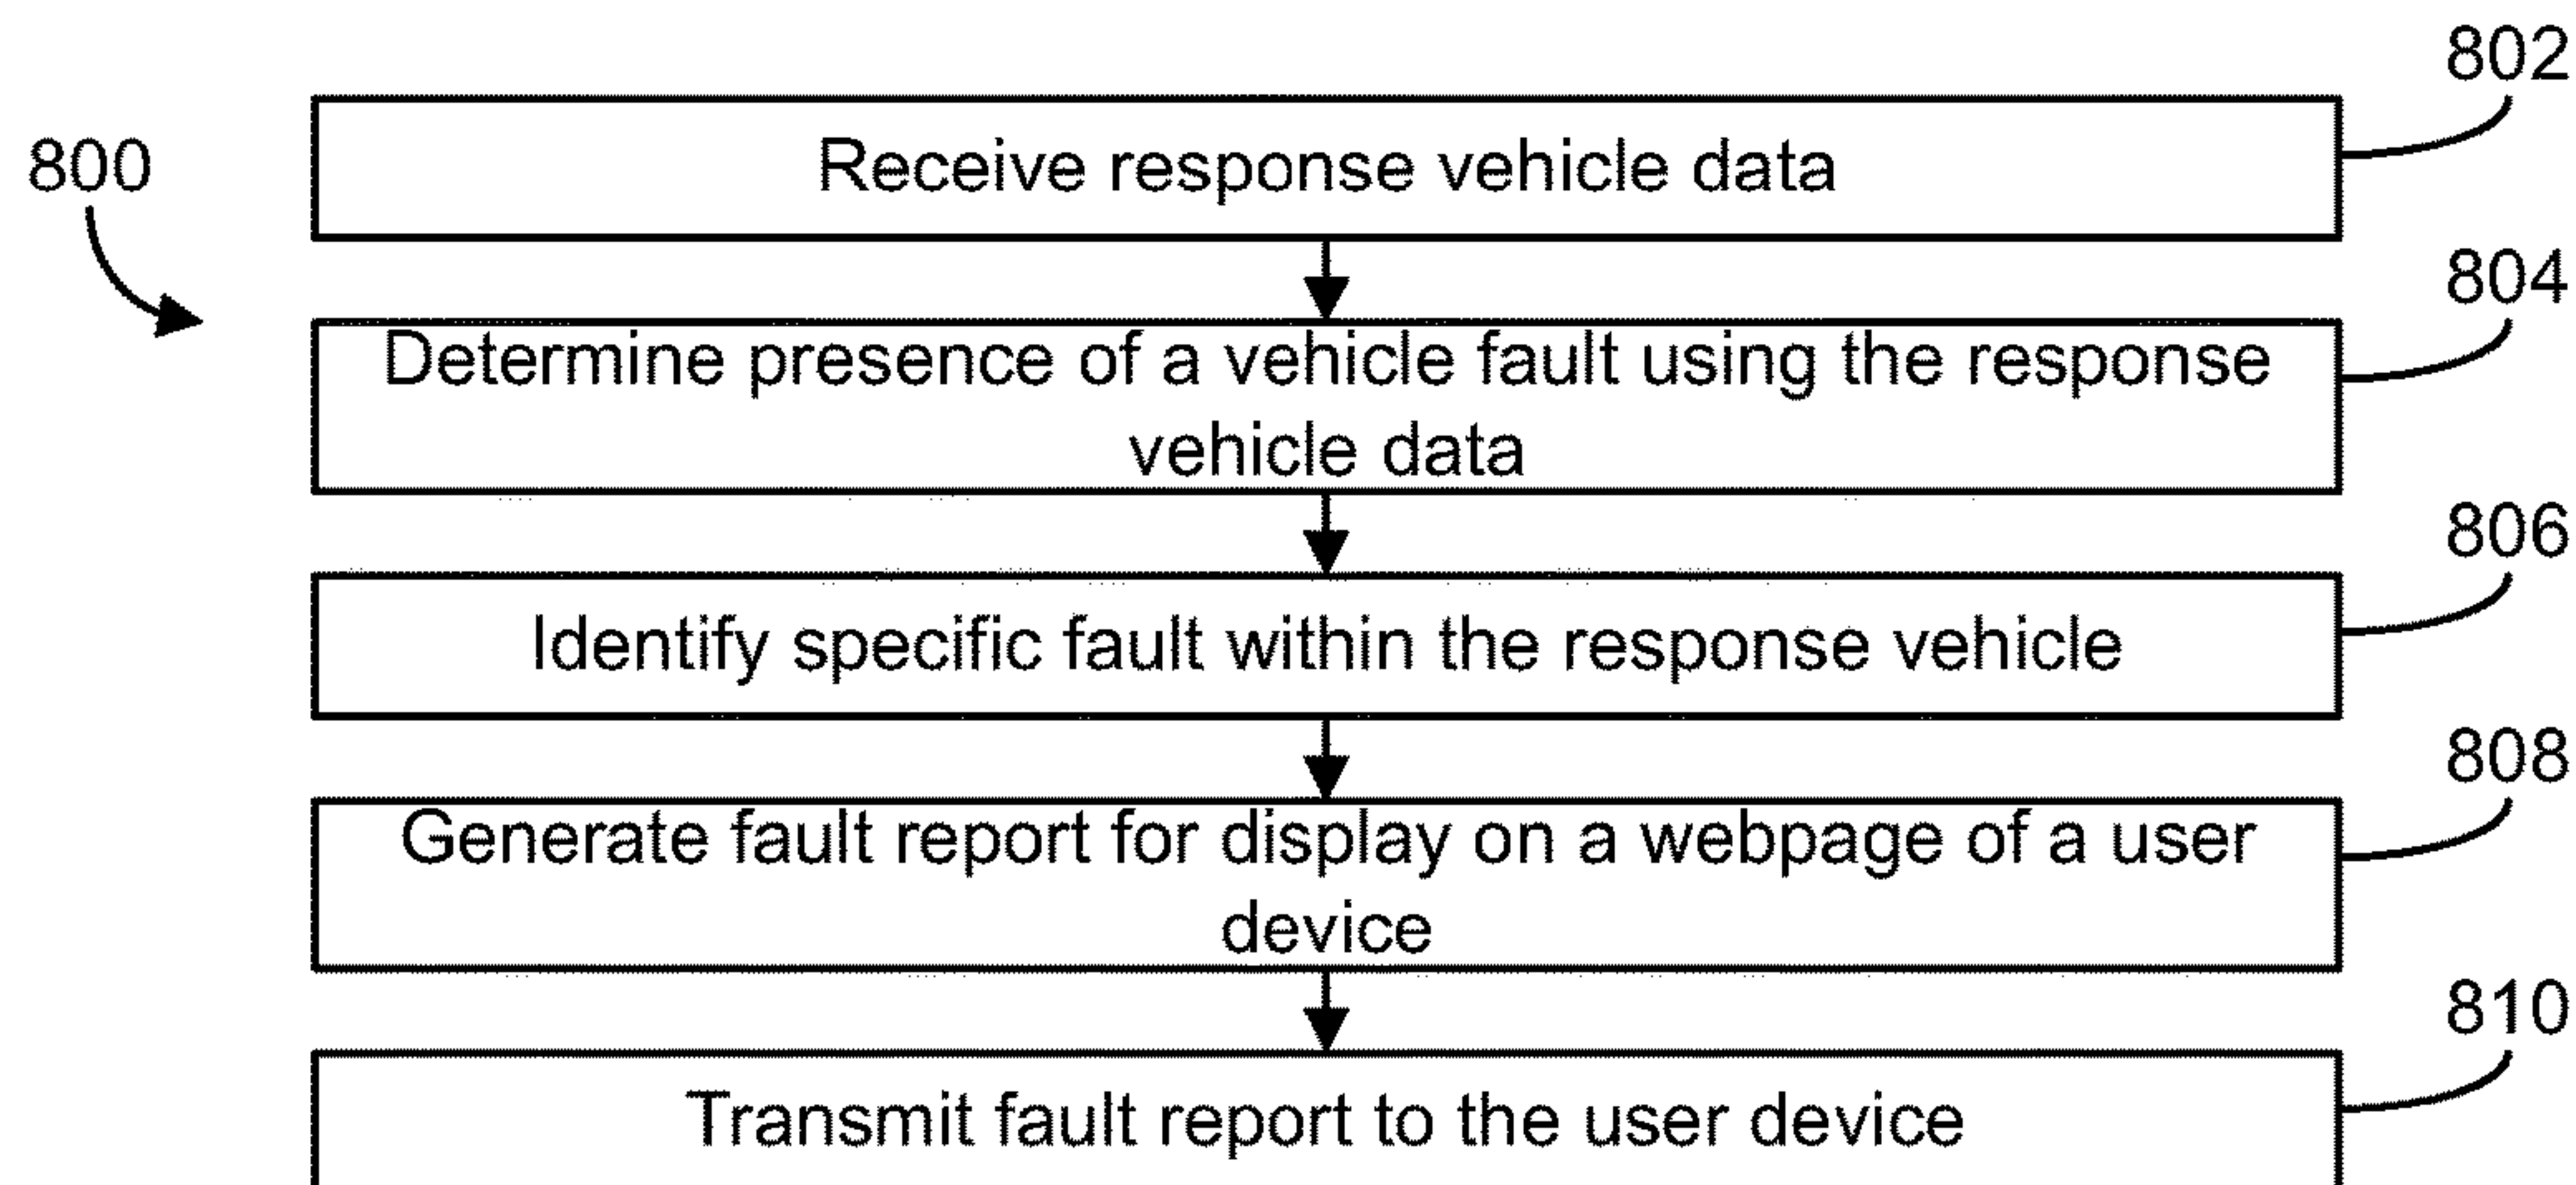 802
800
Receive response vehicle data
804
Determine presence of a vehicle fault using the response
vehicle data
806
Identify specific fault within the response vehicle
808
Generate fault report for display on a webpage of a user
device
810
Transmit fault report to the user device